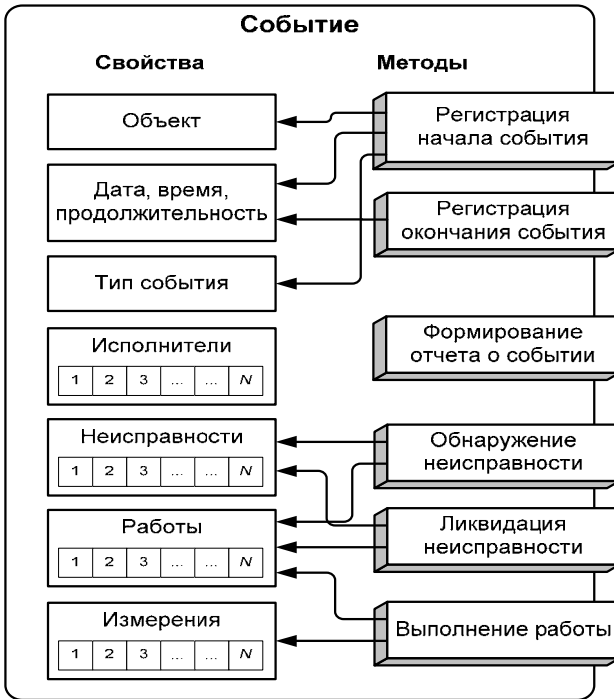 Событие
Свойства
Методы
Объект
Регистрация
начала события
Дата, время,
продолжительность
Регистрация
окончания события
Тип события
Исполнители
1 2 3 ... ... N
Формирование
отчета о событии
Неисправности
1 2 3 ... ... N
Обнаружение
неисправности
Работы
1 2 3 ... ... N
Ликвидация
неисправности
Измерения
1 2 3 ... ... N
Выполнение работы